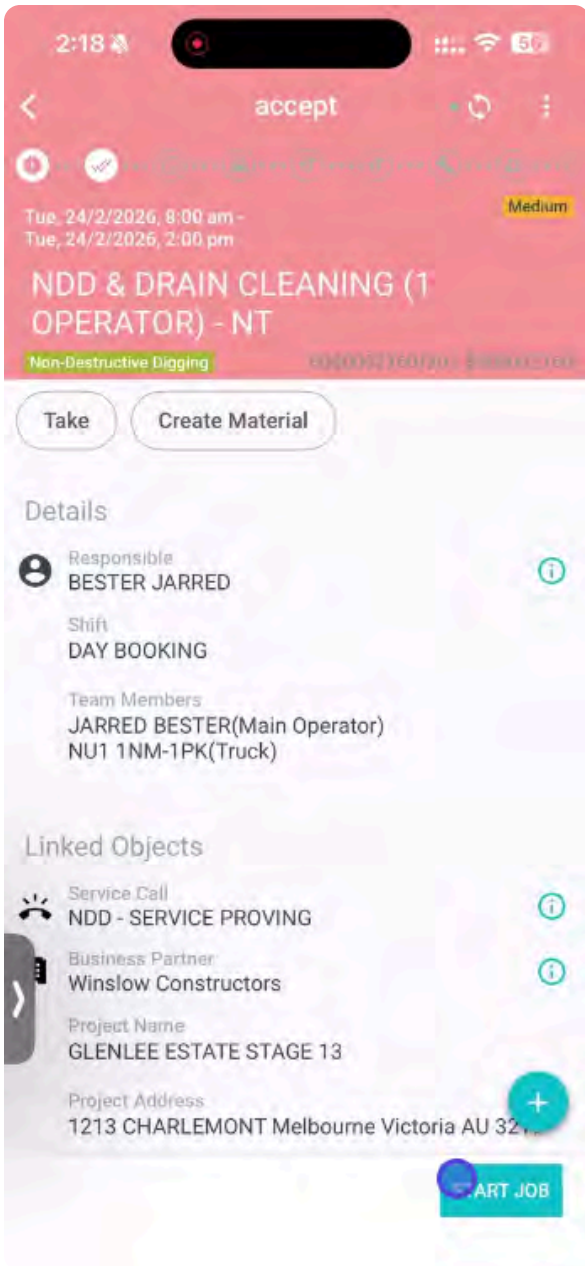 2:18
accept
Tue, 24/2/2026, 8:00 am -
Medium
Tue, 24/2/2026, 2:00 pm
NDD & DRAIN CLEANING (1
OPERATOR) - NT
Non-Destructive Digging
Take
Create Material
Details
Responsible
BESTER JARRED
Shift
DAY BOOKING
Team Members
JARRED BESTER(Main Operator)
NU1 1NM-1PK(Truck)
Linked Objects
Service Call
NDD - SERVICE PROVING
Business Partner
Winslow Constructors
Project Name
GLENLEE ESTATE STAGE 13
Project Address
1213 CHARLEMONT Melbourne Victoria AU
START JOB